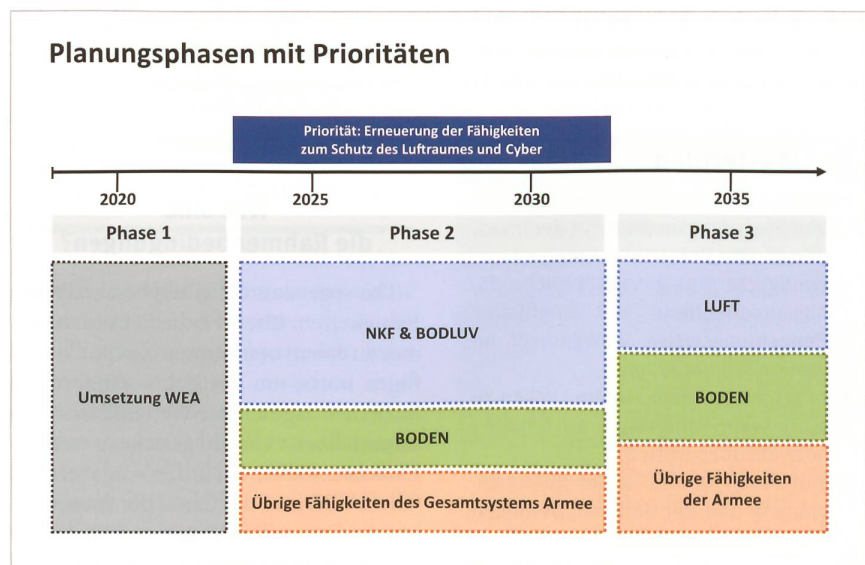 Planungsphasen mit Prioritäten
Priorität: Erneuerung der Fähigkeiten
zum Schutz des Luftraumes und Cyber
2020
2025
2030
2035
Phase 1
Phase 2
Phase 3
Umsetzung WEA
NKF & BODLUV
BODEN
Übrige Fähigkeiten des Gesamtsystems Armee
LUFT
BODEN
Übrige Fähigkeiten
der Armee